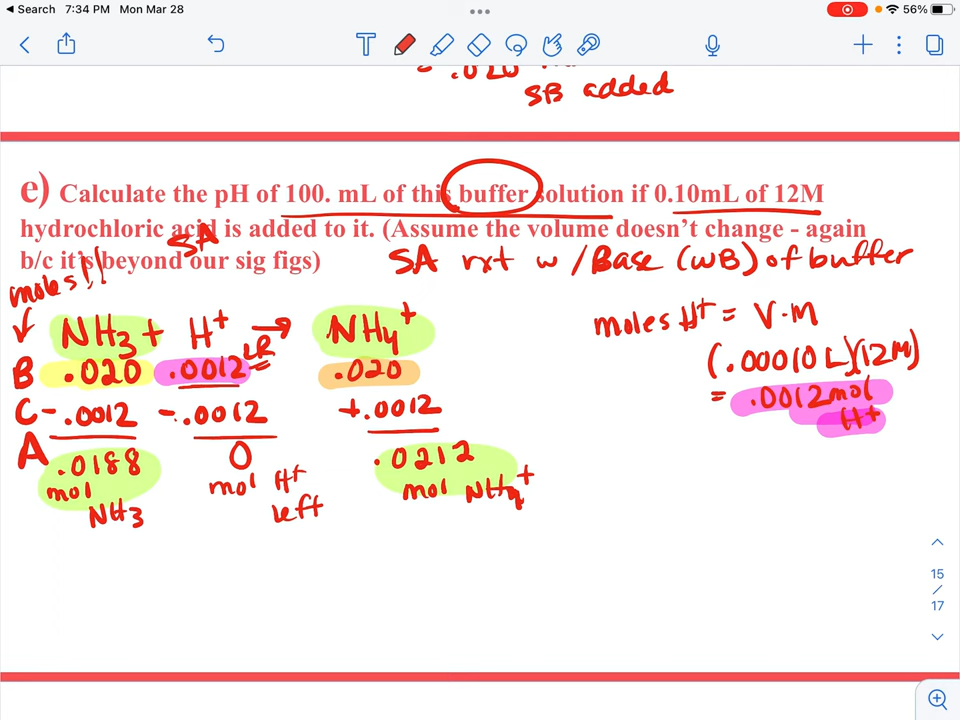 Search 7:34 PM Mon Mar 28 56%
= .020
SB added
e) Calculate the pH of 100. mL of this buffer solution if 0.10mL of 12M
hydrochloric acid is added to it. (Assume the volume doesn't change - again
b/c it's beyond our sig figs)
SA
SA rxt w/Base (WB) of buffer
moles!!
NH3 + H+ → NH4+
LR
B .020 .0012 .020
C -.0012 -.0012 +.0012
A .0188 0 .0212
mol NH3
mol H+ left
mol NH4+
moles H+ = V·M
(.00010 L)(12M)
= .0012mol
H+
15
/
17